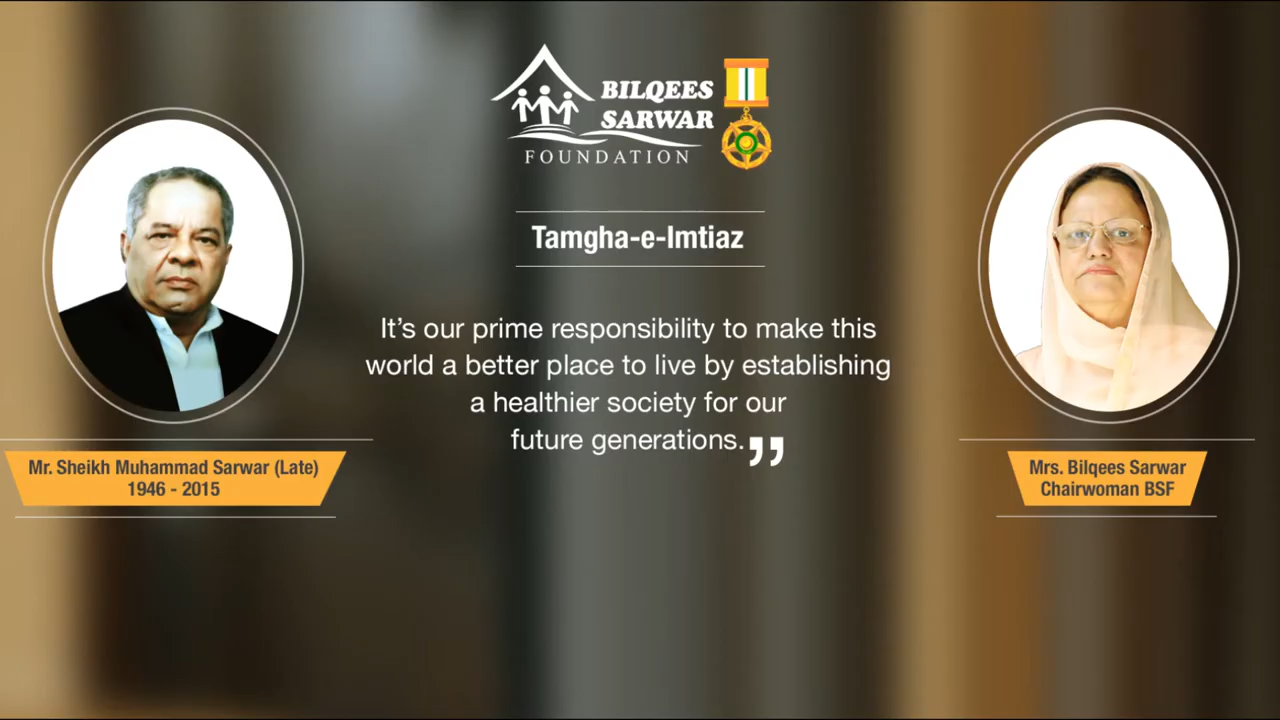 BILQEES
SARWAR
FOUNDATION
Tamgha-e-Imtiaz
It’s our prime responsibility to make this
world a better place to live by establishing
a healthier society for our
future generations.”
Mr. Sheikh Muhammad Sarwar (Late)
1946 - 2015
Mrs. Bilqees Sarwar
Chairwoman BSF